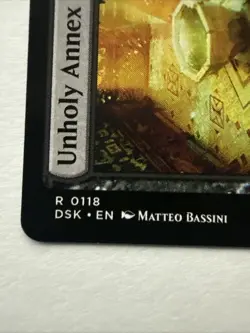 Unholy Annex
R 0118
DSK • EN MATTEO BASSINI